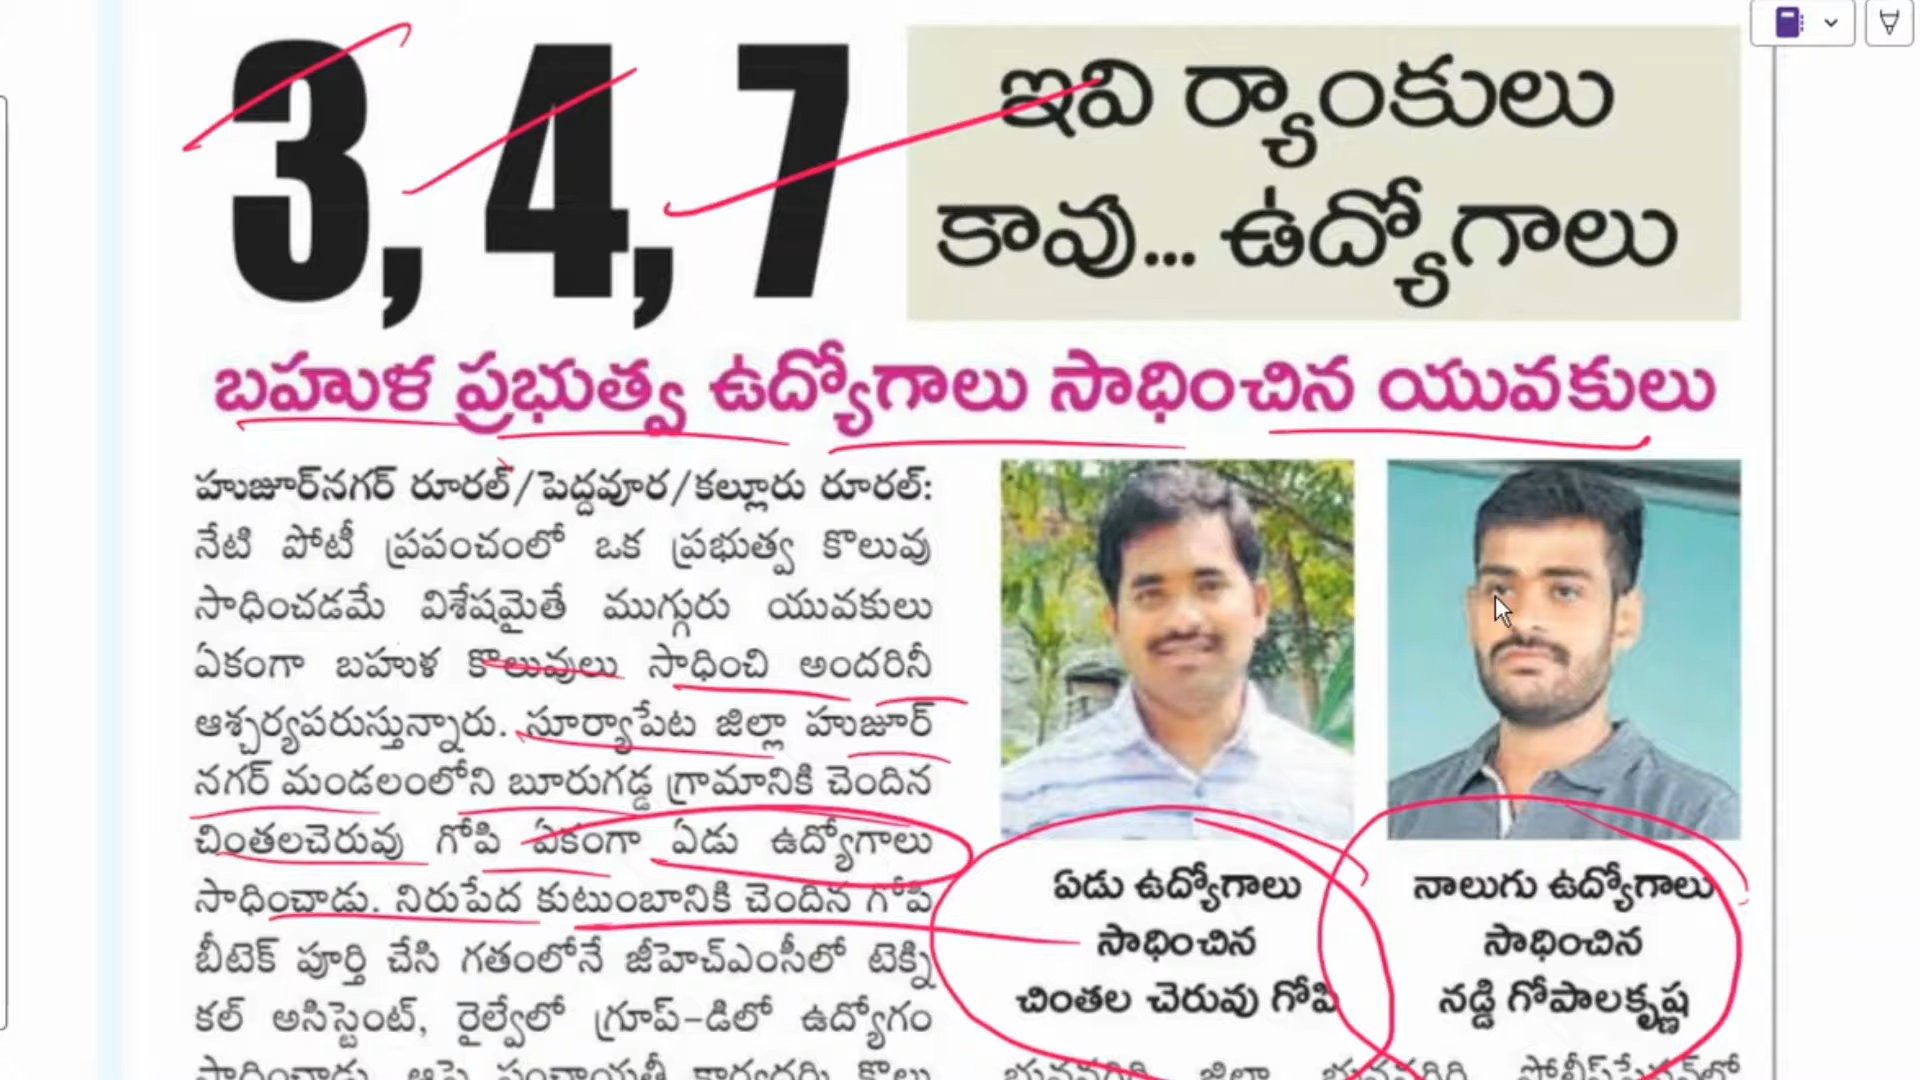 3, 4, 7
ఇవి ర్యాంకులు
కావు... ఉద్యోగాలు
బహుళ ప్రభుత్వ ఉద్యోగాలు సాధించిన యువకులు
హుజూర్‌నగర్ రూరల్/పెద్దవూర/కల్లూరు రూరల్:
నేటి పోటీ ప్రపంచంలో ఒక ప్రభుత్వ కొలువు
సాధించడమే విశేషమైతే ముగ్గురు యువకులు
ఏకంగా బహుళ కొలువులు సాధించి అందరినీ
ఆశ్చర్యపరుస్తున్నారు. సూర్యాపేట జిల్లా హుజూర్
నగర్ మండలంలోని బూరుగడ్డ గ్రామానికి చెందిన
చింతలచెరువు గోపి ఏకంగా ఏడు ఉద్యోగాలు
సాధించాడు. నిరుపేద కుటుంబానికి చెందిన గోపి
బీటెక్ పూర్తి చేసి గతంలోనే జీహెచ్ఎంసీలో టెక్ని
కల్ అసిస్టెంట్, రైల్వేలో గ్రూప్-డిలో ఉద్యోగం
ఏడు ఉద్యోగాలు
సాధించిన
చింతల చెరువు గోపి
నాలుగు ఉద్యోగాలు
సాధించిన
నడ్డి గోపాలకృష్ణ